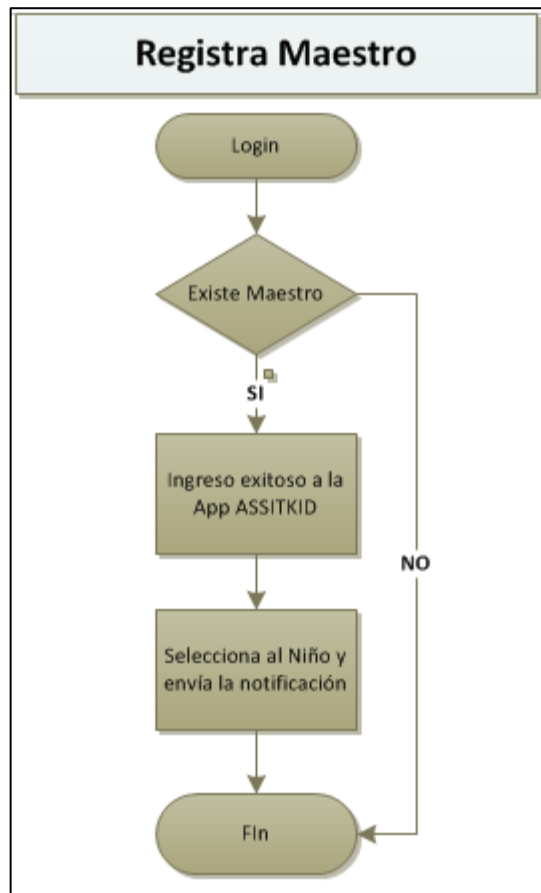 Registra Maestro
Login
Existe Maestro
SI
Ingreso exitoso a la
App ASSITKID
NO
Selecciona al Niño y
envía la notificación
FIn